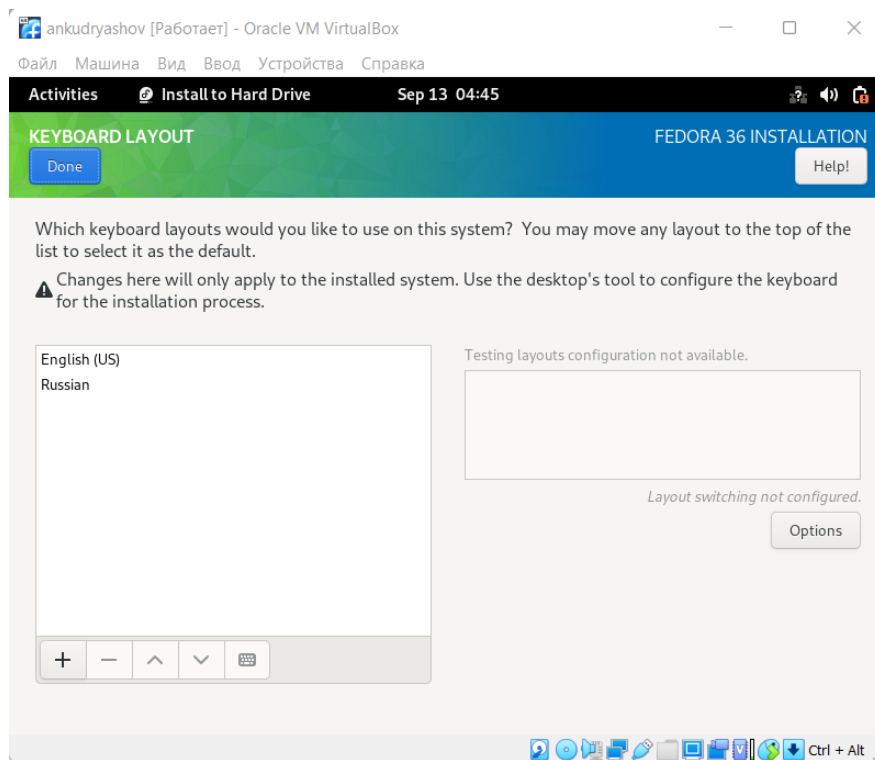 ankudryashov [Работает] - Oracle VM VirtualBox
Файл Машина Вид Ввод Устройства Справка
Activities Install to Hard Drive Sep 13 04:45
KEYBOARD LAYOUT
FEDORA 36 INSTALLATION
Done
Help!
Which keyboard layouts would you like to use on this system? You may move any layout to the top of the
list to select it as the default.
Changes here will only apply to the installed system. Use the desktop's tool to configure the keyboard
for the installation process.
English (US)
Russian
Testing layouts configuration not available.
Layout switching not configured.
Options
Ctrl + Alt